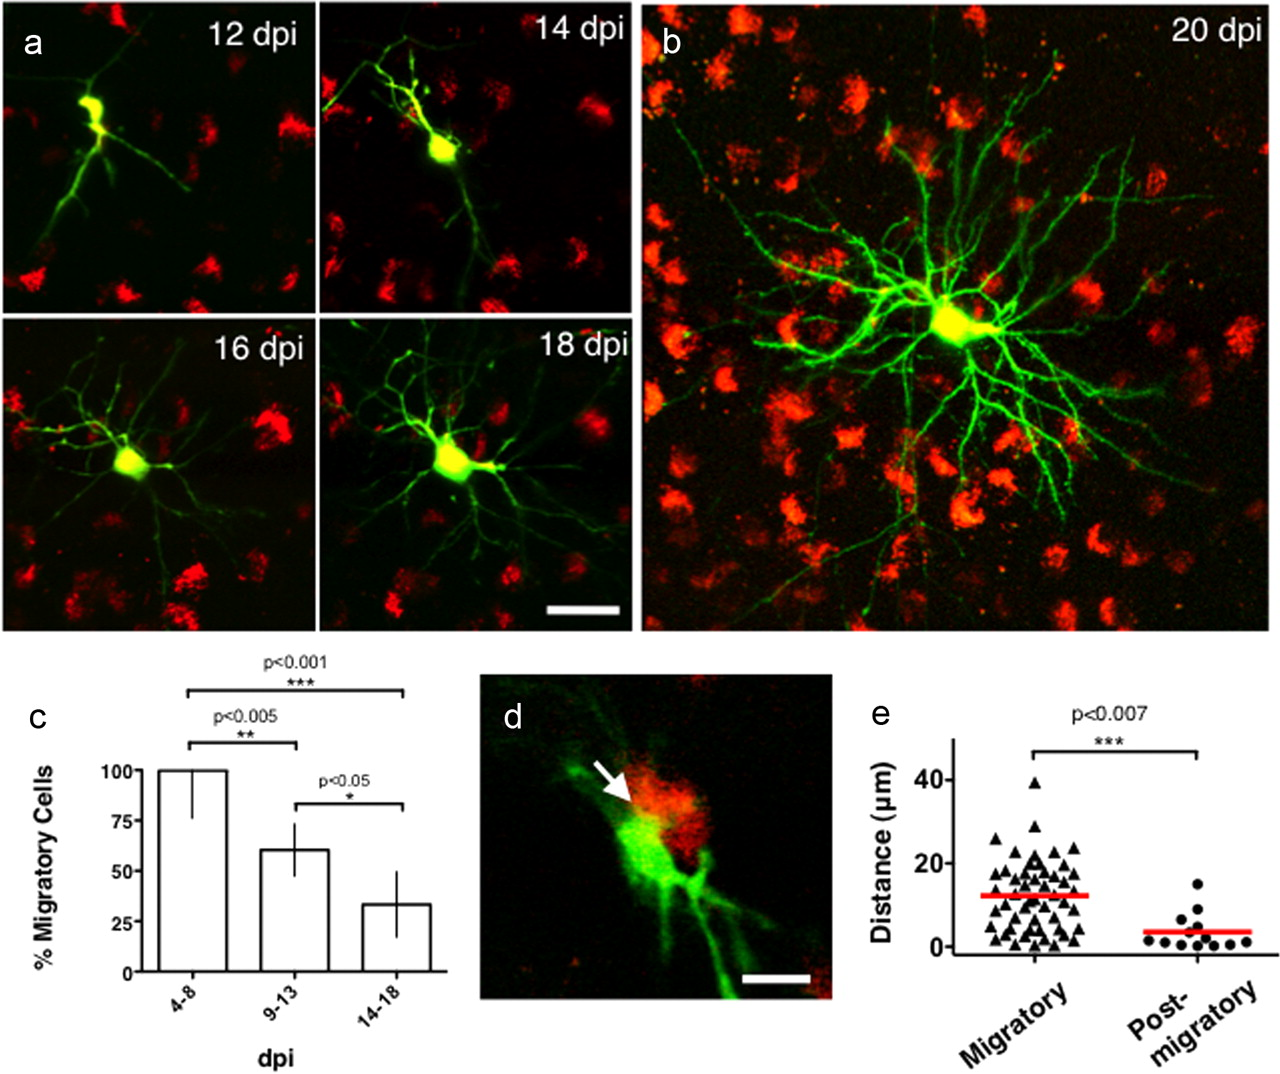 a
12 dpi
14 dpi
b
20 dpi
16 dpi
18 dpi
c
p<0.001
***
p<0.005
**
p<0.05
*
% Migratory Cells
100
75
50
25
0
4-8
9-13
14-18
dpi
d
e
p<0.007
***
Distance (µm)
40
20
0
Migratory
Post-
migratory